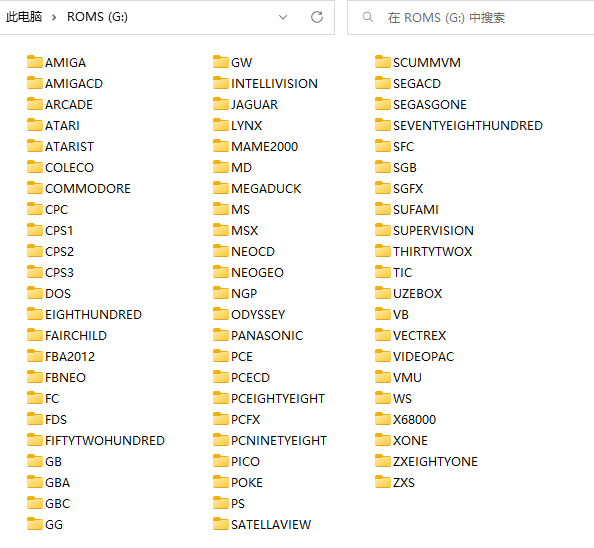 此电脑 > ROMS (G:)
在 ROMS (G:) 中搜索
AMIGA
AMIGACD
ARCADE
ATARI
ATARIST
COLECO
COMMODORE
CPC
CPS1
CPS2
CPS3
DOS
EIGHTHUNDRED
FAIRCHILD
FBA2012
FBNEO
FC
FDS
FIFTYTWOHUNDRED
GB
GBA
GBC
GG
GW
INTELLIVISION
JAGUAR
LYNX
MAME2000
MD
MEGADUCK
MS
MSX
NEOCD
NEOGEO
NGP
ODYSSEY
PANASONIC
PCE
PCECD
PCEIGHTYEIGHT
PCFX
PCNINETYEIGHT
PICO
POKE
PS
SATELLAVIEW
SCUMMVM
SEGACD
SEGASGONE
SEVENTYEIGHTHUNDRED
SFC
SGB
SGFX
SUFAMI
SUPERVISION
THIRTYTWOX
TIC
UZEBOX
VB
VECTREX
VIDEOPAC
VMU
WS
X68000
XONE
ZXEIGHTYONE
ZXS